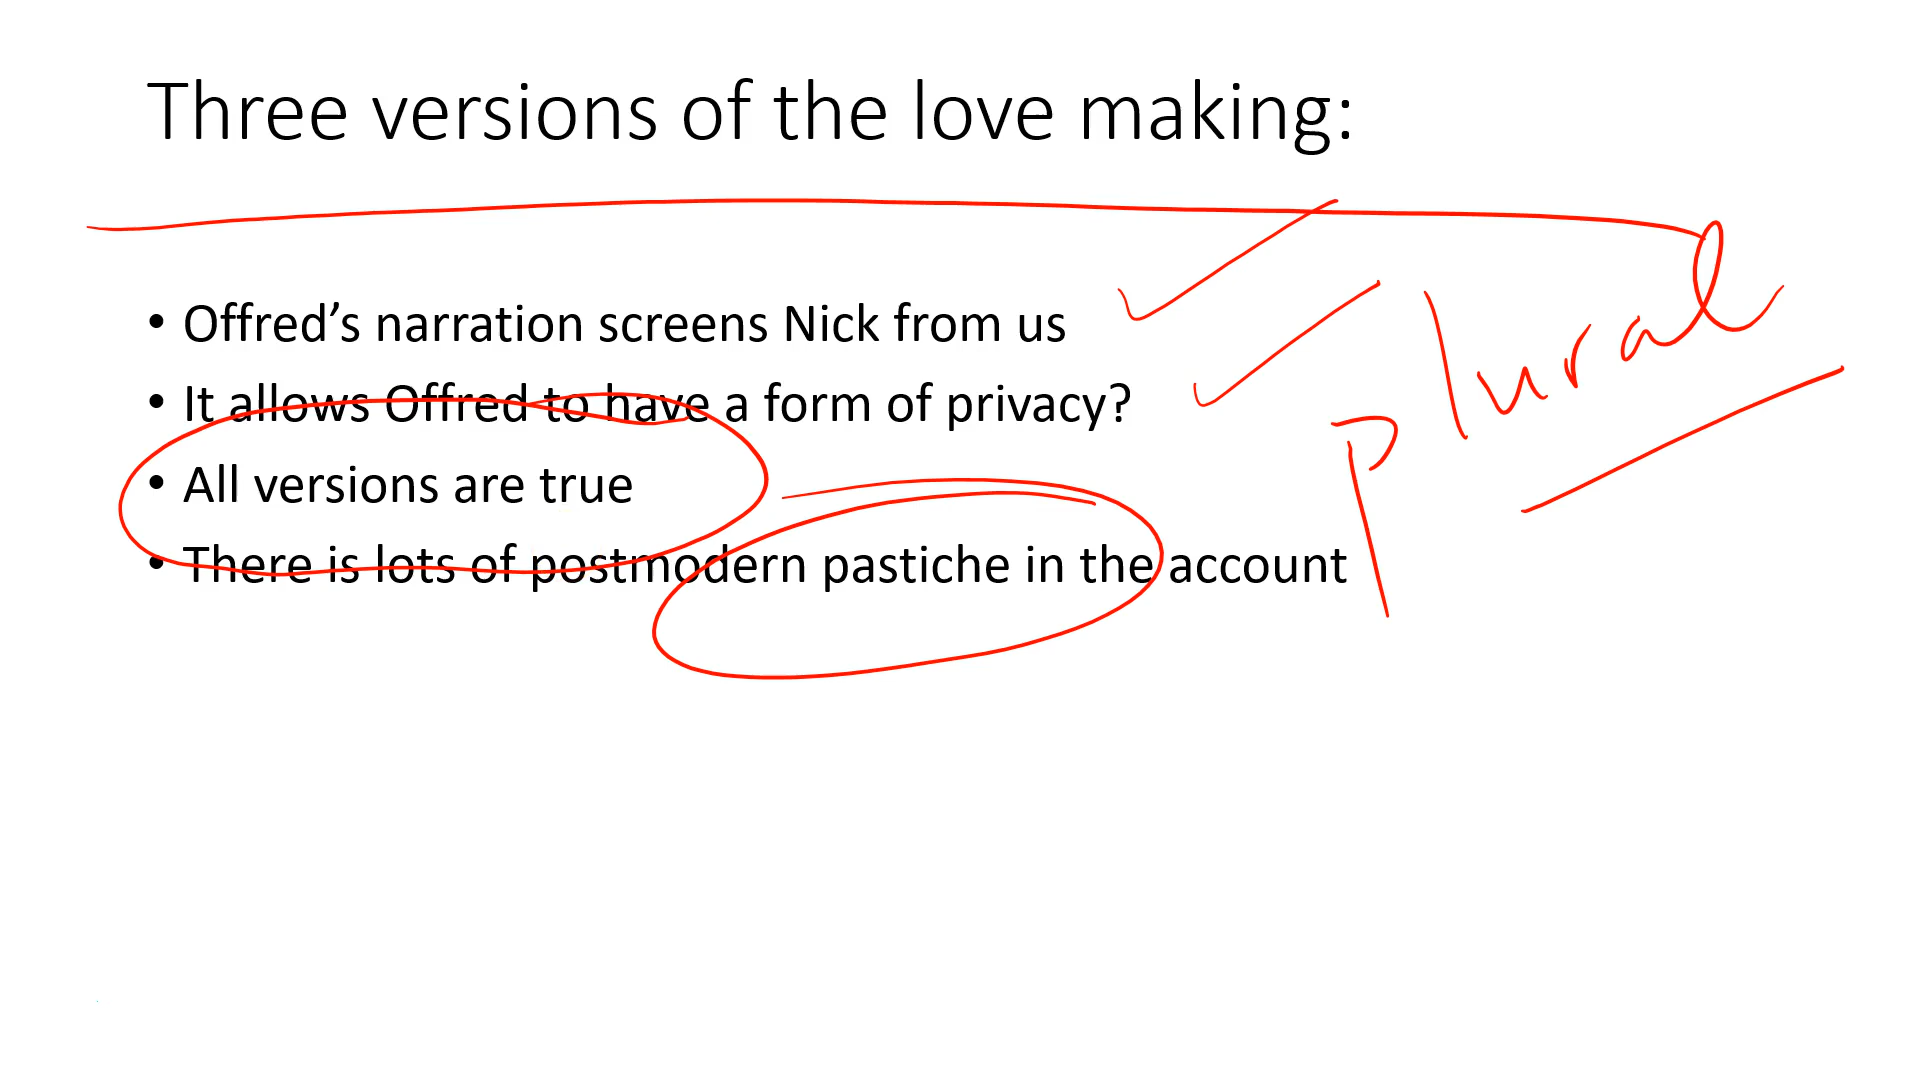 Three versions of the love making:
• Offred’s narration screens Nick from us
• It allows Offred to have a form of privacy?
• All versions are true
• There is lots of postmodern pastiche in the account
plural